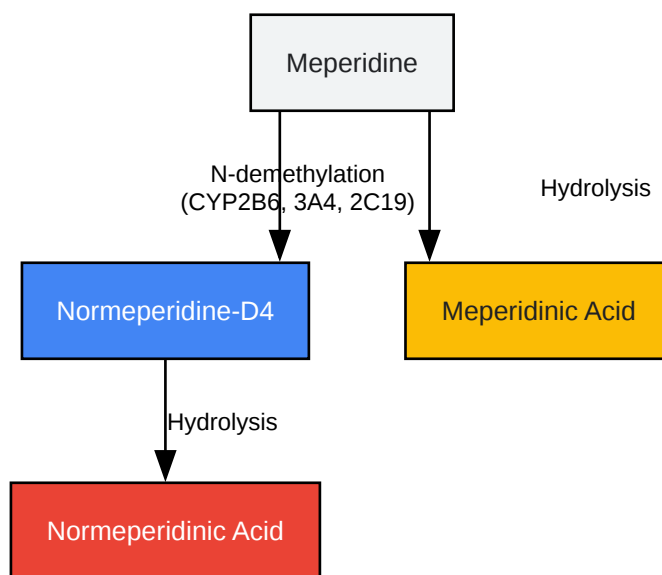 Meperidine
N-demethylation
(CYP2B6, 3A4, 2C19)
Hydrolysis
Normeperidine-D4
Meperidinic Acid
Hydrolysis
Normeperidinic Acid